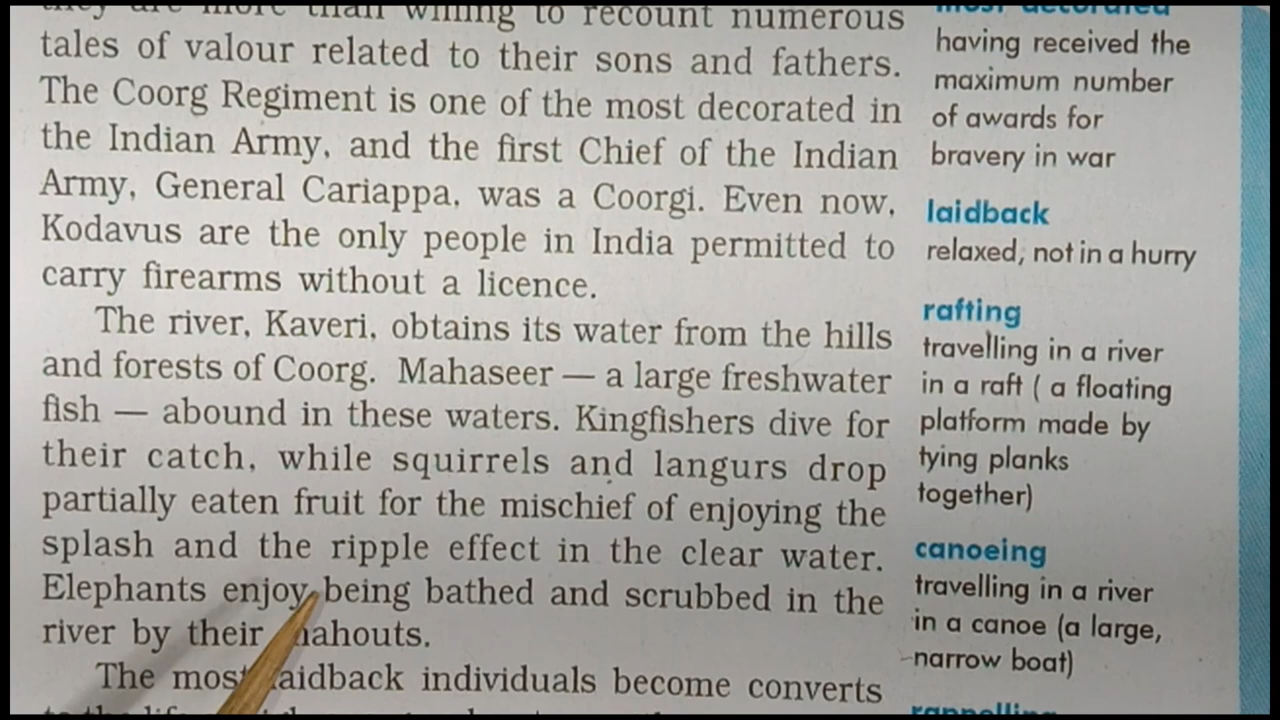 they are more than willing to recount numerous
tales of valour related to their sons and fathers.
The Coorg Regiment is one of the most decorated in
the Indian Army, and the first Chief of the Indian
Army, General Cariappa, was a Coorgi. Even now,
Kodavus are the only people in India permitted to
carry firearms without a licence.
The river, Kaveri, obtains its water from the hills
and forests of Coorg. Mahaseer — a large freshwater
fish — abound in these waters. Kingfishers dive for
their catch, while squirrels and langurs drop
partially eaten fruit for the mischief of enjoying the
splash and the ripple effect in the clear water.
Elephants enjoy being bathed and scrubbed in the
river by their mahouts.
The most laidback individuals become converts
most decorated
having received the
maximum number
of awards for
bravery in war
laidback
relaxed, not in a hurry
rafting
travelling in a river
in a raft ( a floating
platform made by
tying planks
together)
canoeing
travelling in a river
in a canoe (a large,
narrow boat)
rappelling